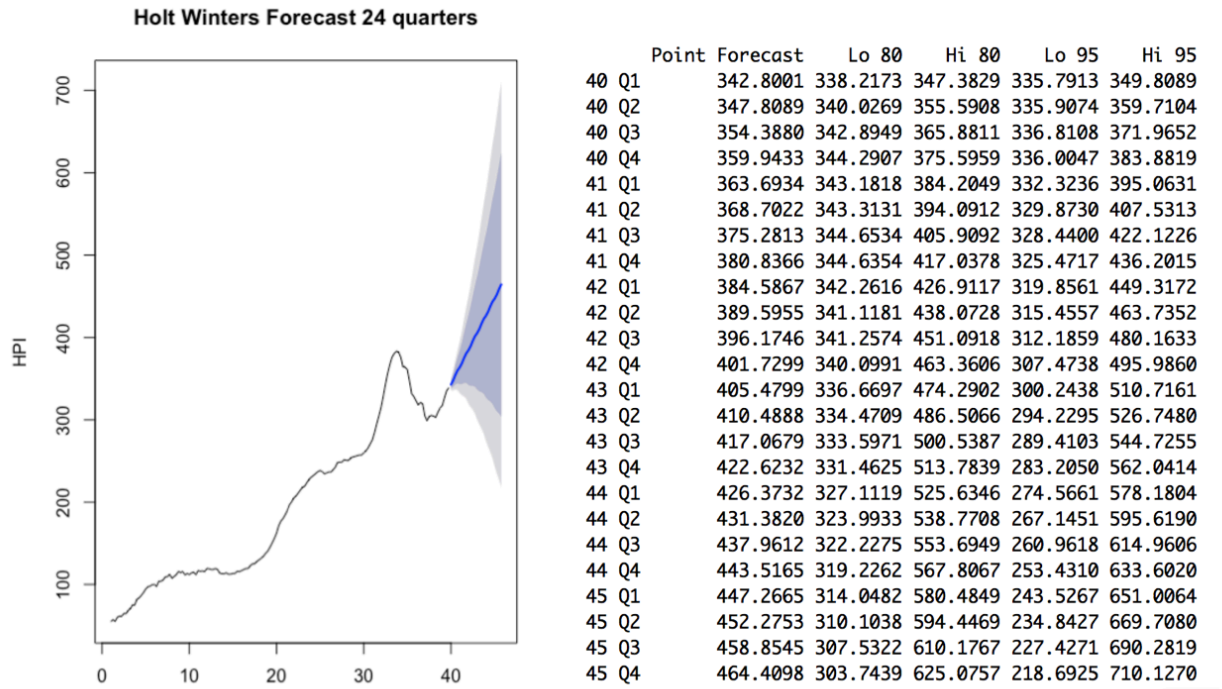 Holt Winters Forecast 24 quarters
HPI
700
600
500
400
300
200
100
0 10 20 30 40
Point Forecast Lo 80 Hi 80 Lo 95 Hi 95
40 Q1 342.8001 338.2173 347.3829 335.7913 349.8089
40 Q2 347.8089 340.0269 355.5908 335.9074 359.7104
40 Q3 354.3880 342.8949 365.8811 336.8108 371.9652
40 Q4 359.9433 344.2907 375.5959 336.0047 383.8819
41 Q1 363.6934 343.1818 384.2049 332.3236 395.0631
41 Q2 368.7022 343.3131 394.0912 329.8730 407.5313
41 Q3 375.2813 344.6534 405.9092 328.4400 422.1226
41 Q4 380.8366 344.6354 417.0378 325.4717 436.2015
42 Q1 384.5867 342.2616 426.9117 319.8561 449.3172
42 Q2 389.5955 341.1181 438.0728 315.4557 463.7352
42 Q3 396.1746 341.2574 451.0918 312.1859 480.1633
42 Q4 401.7299 340.0991 463.3606 307.4738 495.9860
43 Q1 405.4799 336.6697 474.2902 300.2438 510.7161
43 Q2 410.4888 334.4709 486.5066 294.2295 526.7480
43 Q3 417.0679 333.5971 500.5387 289.4103 544.7255
43 Q4 422.6232 331.4625 513.7839 283.2050 562.0414
44 Q1 426.3732 327.1119 525.6346 274.5661 578.1804
44 Q2 431.3820 323.9933 538.7708 267.1451 595.6190
44 Q3 437.9612 322.2275 553.6949 260.9618 614.9606
44 Q4 443.5165 319.2262 567.8067 253.4310 633.6020
45 Q1 447.2665 314.0482 580.4849 243.5267 651.0064
45 Q2 452.2753 310.1038 594.4469 234.8427 669.7080
45 Q3 458.8545 307.5322 610.1767 227.4271 690.2819
45 Q4 464.4098 303.7439 625.0757 218.6925 710.1270